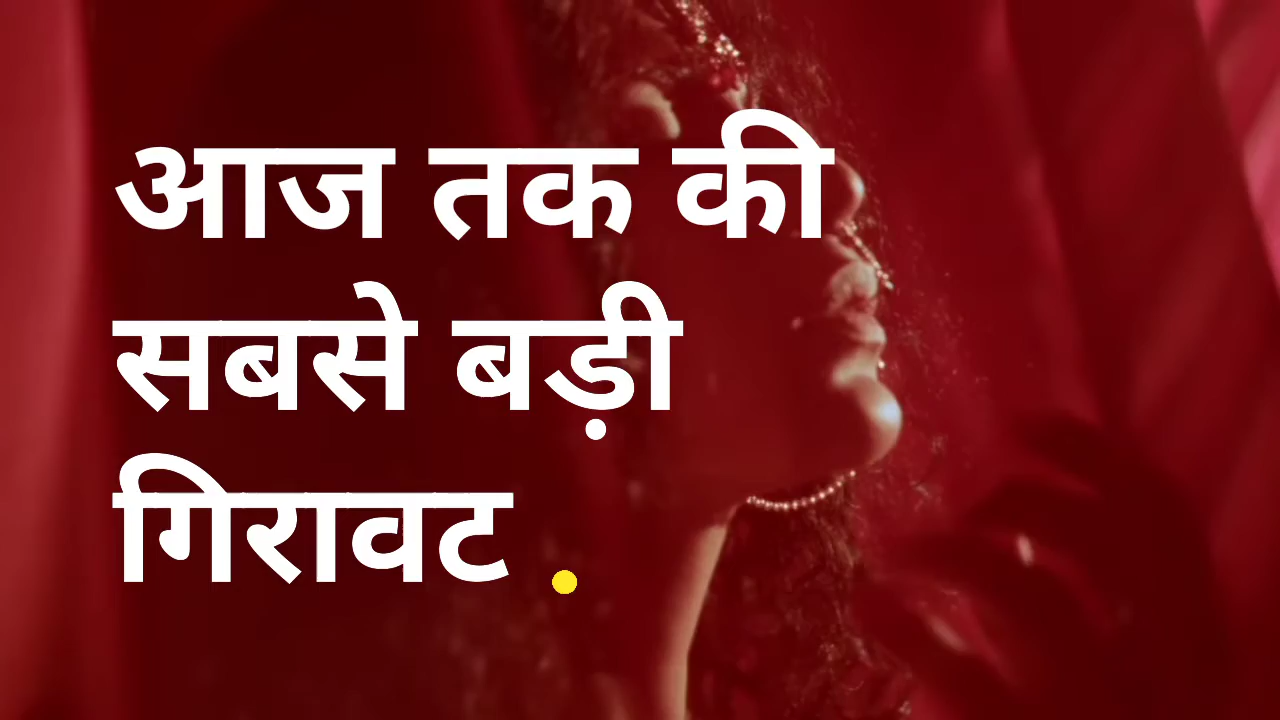 आज तक की
सबसे बड़ी
गिरावट .